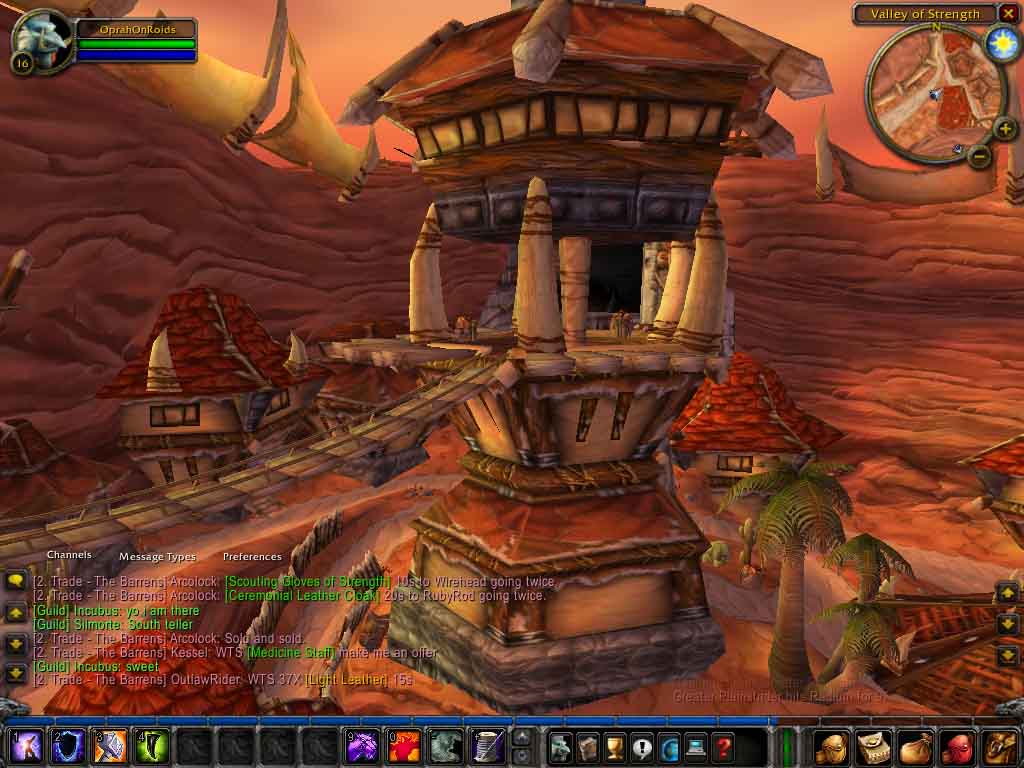 OprahOnRoids
16
Valley of Strength
N
Channels Message Types Preferences
[2. Trade - The Barrens] Arcolock: [Scouting Gloves of Strength] 10s to Wirehead going twice
[2. Trade - The Barrens] Arcolock: [Ceremonial Leather Cloak] 20s to RubyRod going twice.
[Guild] Incubus: yo i am there
[Guild] Silmorte: South teller
[2. Trade - The Barrens] Arcolock: Sold and sold.
[2. Trade - The Barrens] Kessel: WTS [Medicine Staff] make me an offer
[Guild] Incubus: sweet
[2. Trade - The Barrens] OutlawRider: WTS 37X [Light Leather] 15s
1 2 3 4 9 0 - =